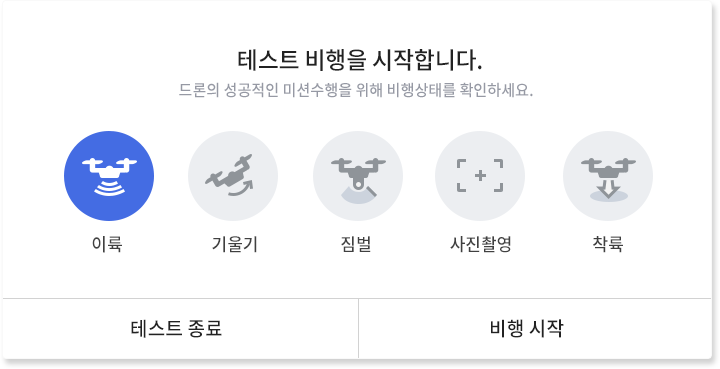 테스트 비행을 시작합니다.
드론의 성공적인 미션수행을 위해 비행상태를 확인하세요.
이륙
기울기
짐벌
사진촬영
착륙
테스트 종료
비행 시작